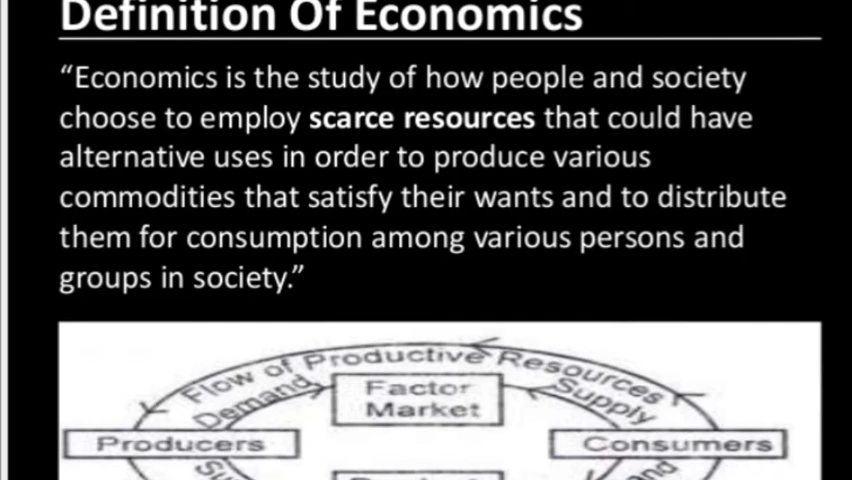 Definition Of Economics
“Economics is the study of how people and society
choose to employ scarce resources that could have
alternative uses in order to produce various
commodities that satisfy their wants and to distribute
them for consumption among various persons and
groups in society.”
Flow of Productive Resources
Demand
Factor
Market
Supply
Producers
Consumers